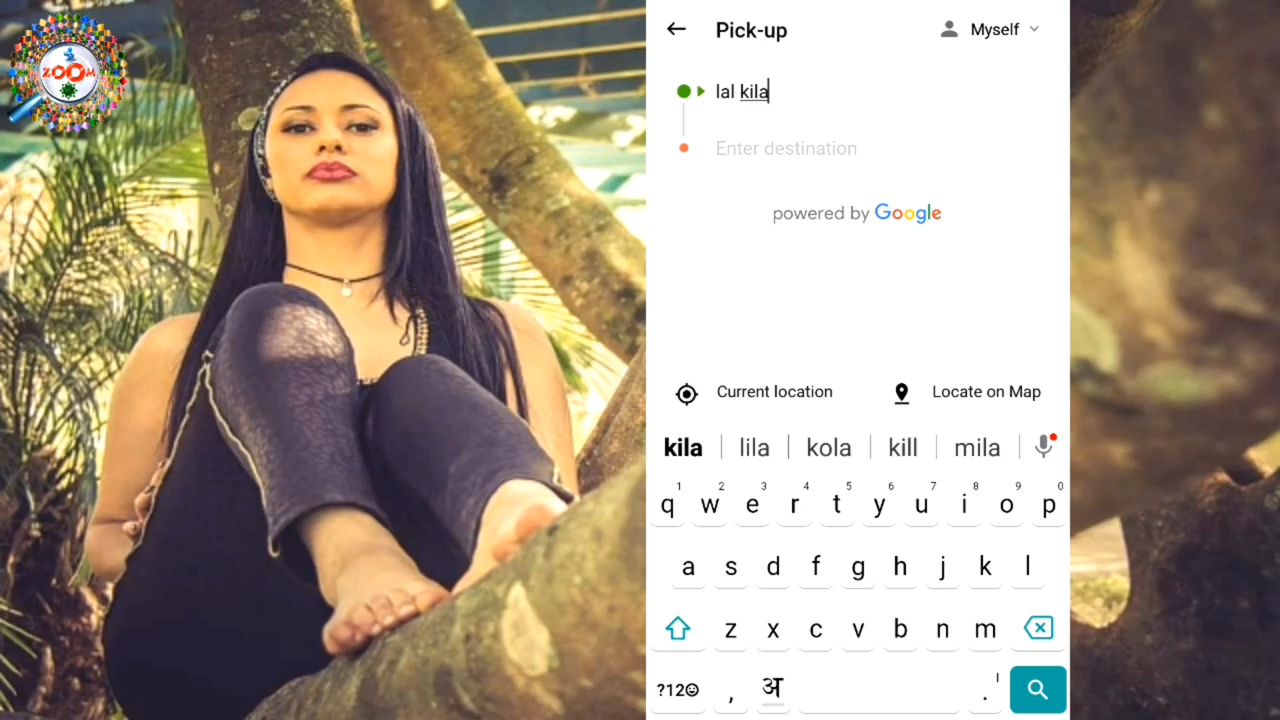 ZOOM
Pick-up
Myself
lal kila
Enter destination
powered by Google
Current location
Locate on Map
kila lila kola kill mila
1 2 3 4 5 6 7 8 9 0
q w e r t y u i o p
a s d f g h j k l
z x c v b n m
?12☺ , अ . !